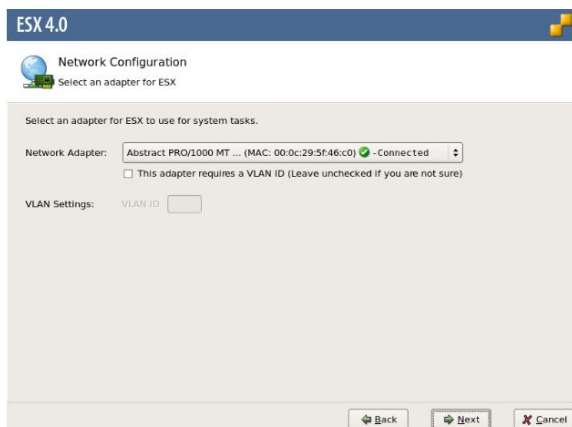 ESX 4.0
Network Configuration
Select an adapter for ESX
Select an adapter for ESX to use for system tasks.
Network Adapter: Abstract PRO/1000 MT ... (MAC: 00:0c:29:5f:46:c0) - Connected
This adapter requires a VLAN ID (Leave unchecked if you are not sure)
VLAN Settings: VLAN ID
Back Next Cancel